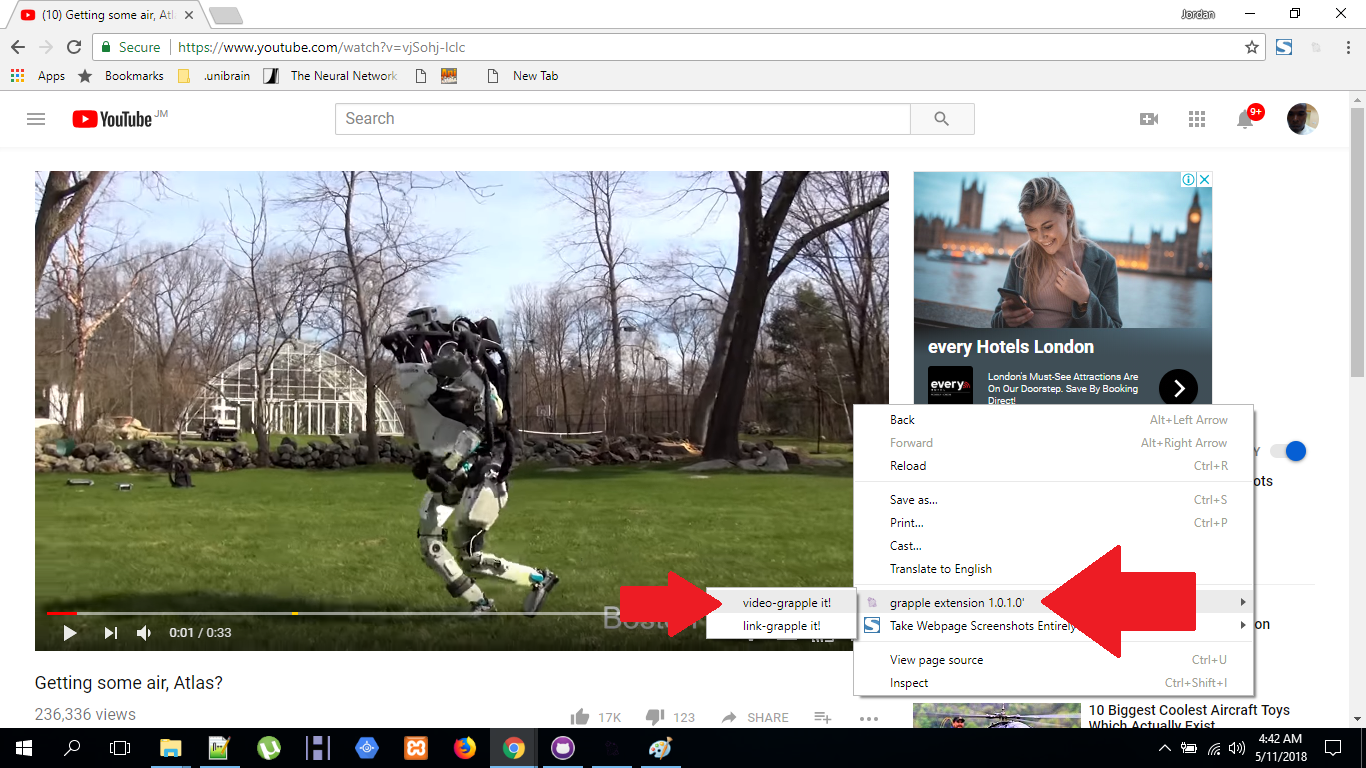 (10) Getting some air, Atlas
Jordan
Secure https://www.youtube.com/watch?v=vjSohj-Iclc
Apps Bookmarks .unibrain The Neural Network New Tab
YouTube JM
Search
9+
every Hotels London
every
London's Must-See Attractions Are
On Our Doorstep. Save By Booking
Direct!
Back Alt+Left Arrow
Forward Alt+Right Arrow
Reload Ctrl+R
Save as... Ctrl+S
Print... Ctrl+P
Cast...
Translate to English
grapple extension 1.0.1.0'
Take Webpage Screenshots Entirely
View page source Ctrl+U
Inspect Ctrl+Shift+I
video-grapple it!
link-grapple it!
Y
ots
on
0:01 / 0:33
Getting some air, Atlas?
236,336 views
17K 123 SHARE
10 Biggest Coolest Aircraft Toys
Which Actually Exist
4:42 AM
5/11/2018